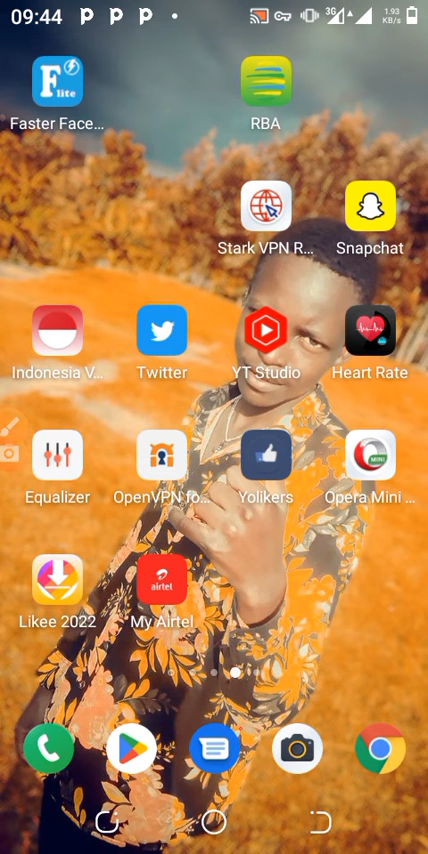 09:44
3G
1.93
KB/s
F
Lite
Faster Face...
RBA
Stark VPN R...
Snapchat
Indonesia V...
Twitter
YT Studio
Heart Rate
MINI
Equalizer
OpenVPN fo...
Yolikers
Opera Mini ...
airtel
Likee 2022
My Airtel